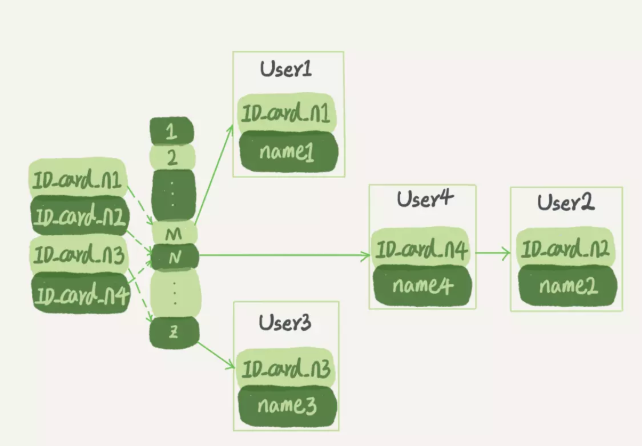 ID_card_n1
ID_card_n2
ID_card_n3
ID_card_n4
1
2
M
N
Z
User1
ID_card_n1
name1
User4
ID_card_n4
name4
User2
ID_card_n2
name2
User3
ID_card_n3
name3